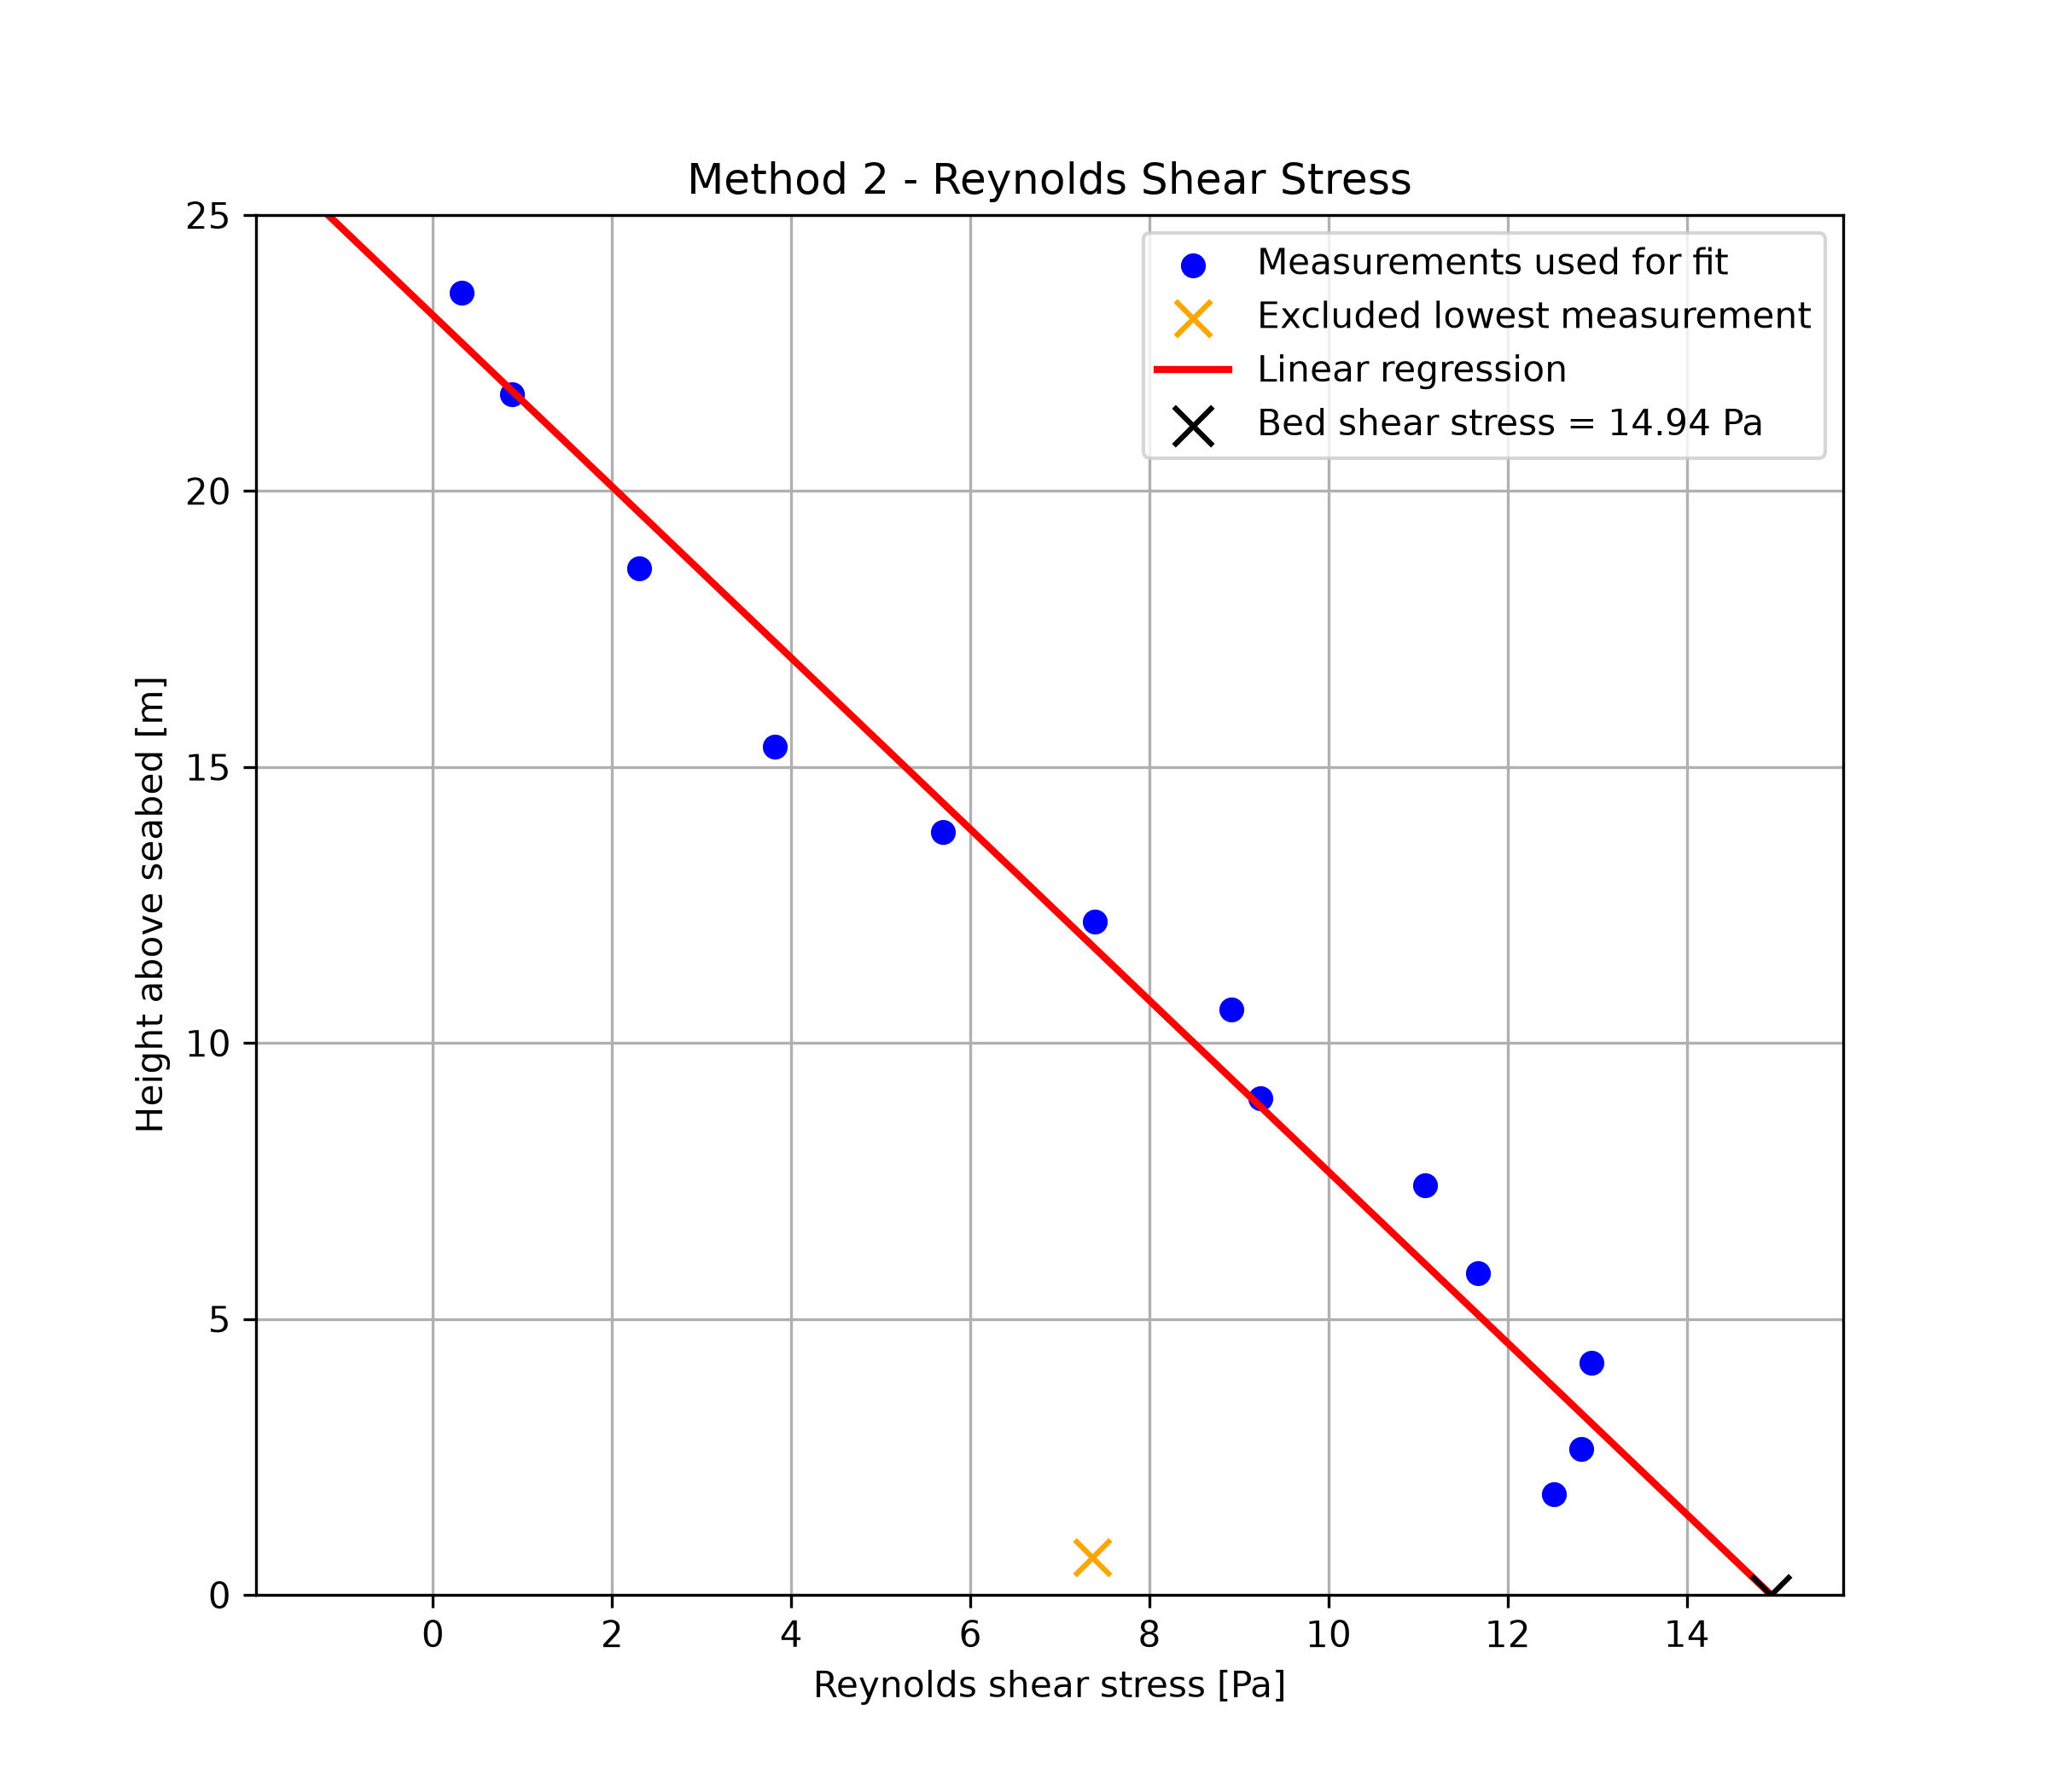 Method 2 - Reynolds Shear Stress
Measurements used for fit
Excluded lowest measurement
Linear regression
Bed shear stress = 14.94 Pa
25
20
15
10
5
0
Height above seabed [m]
0 2 4 6 8 10 12 14
Reynolds shear stress [Pa]